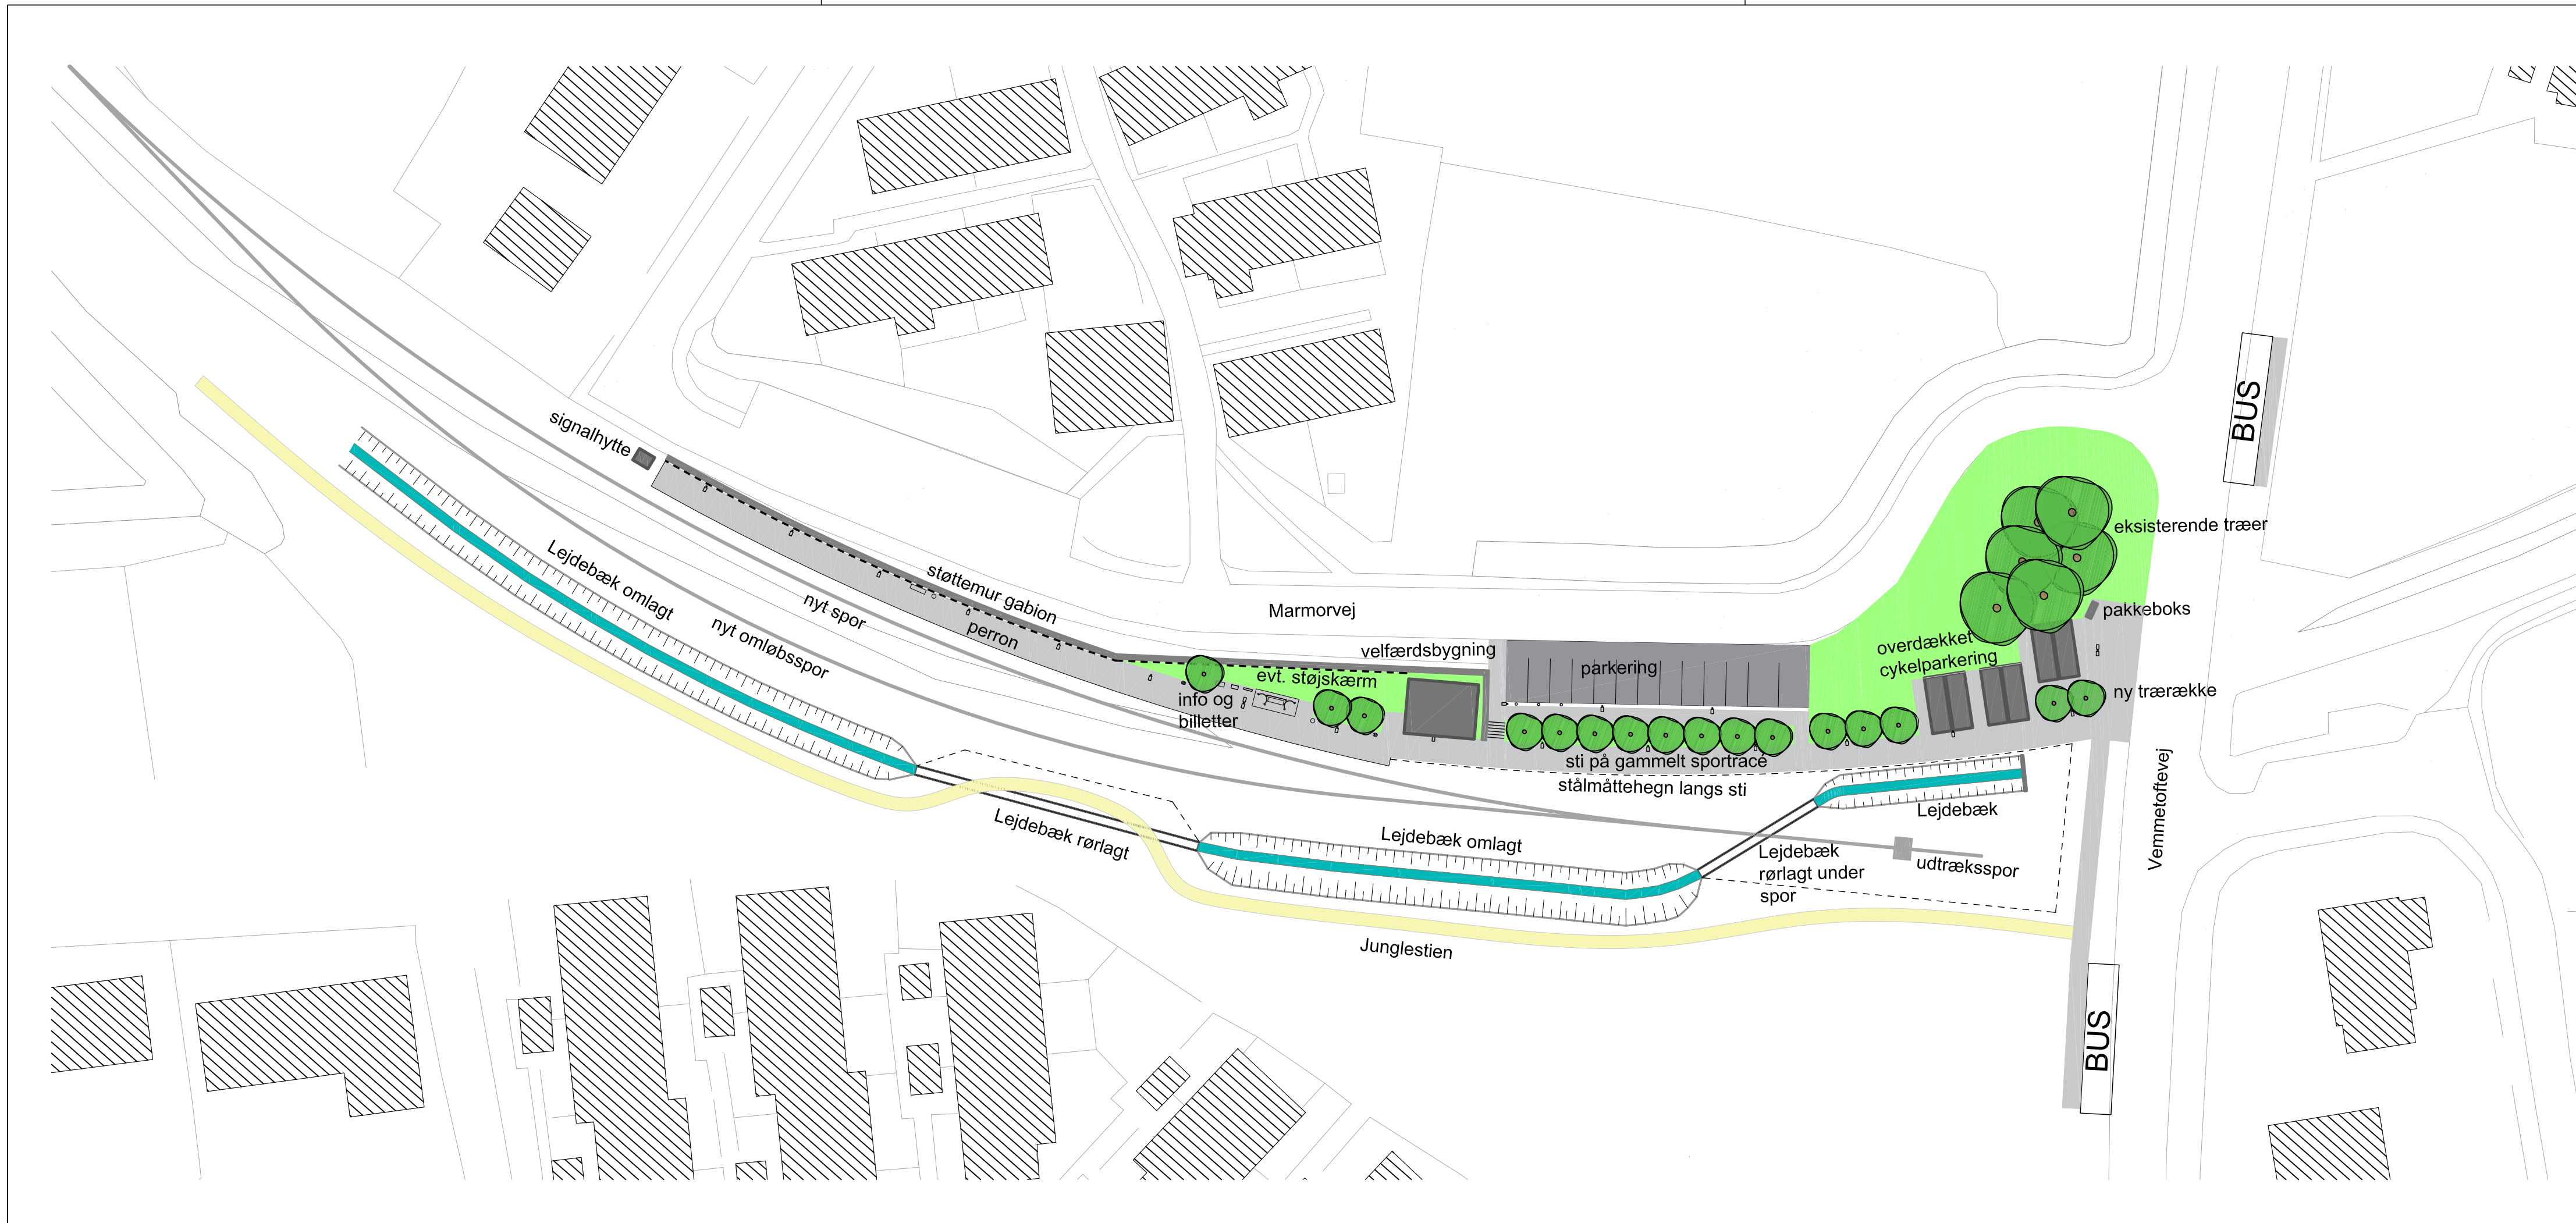 BUS
signalhytte
eksisterende træer
Lejdebæk omlagt
støttemur gabion
nyt spor
Marmorvej
pakkeboks
perron
nyt omløbsspor
velfærdsbygning
overdækket
cykelparkering
parkering
evt. støjskærm
info og
billetter
ny trærække
sti på gammelt sportracé
stålmåttehegn langs sti
Vemmetoftevej
Lejdebæk
Lejdebæk rørlagt
Lejdebæk omlagt
Lejdebæk
rørlagt under
spor
udtræksspor
Junglestien
BUS